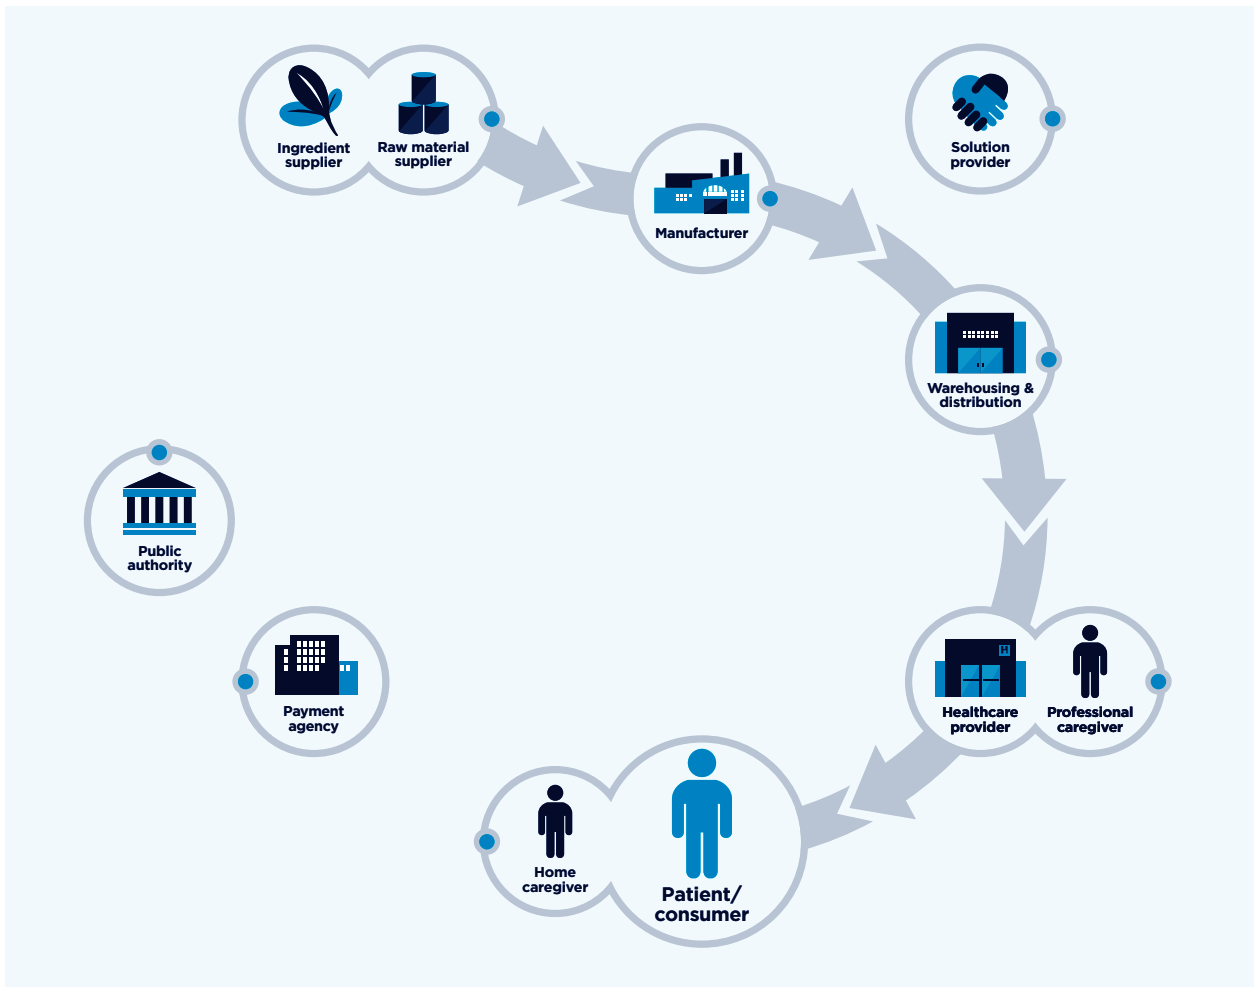 Ingredient
supplier
Raw material
supplier
Solution
provider
Manufacturer
Warehousing &
distribution
Public
authority
Payment
agency
H
Healthcare
provider
Professional
caregiver
Home
caregiver
Patient/
consumer